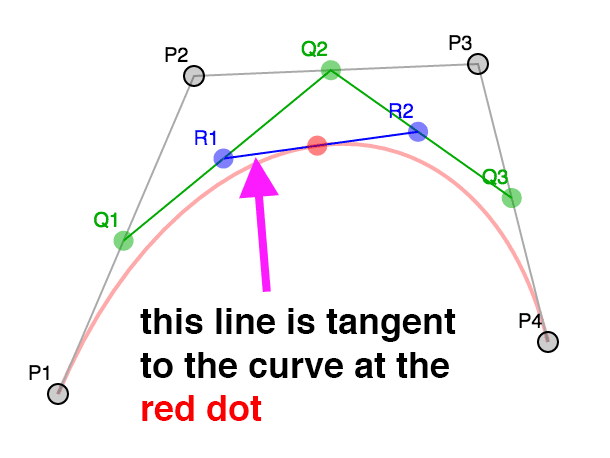 P3
Q2
P2
R2
R1
Q3
Q1
P4
P1
this line is tangent
to the curve at the
red dot